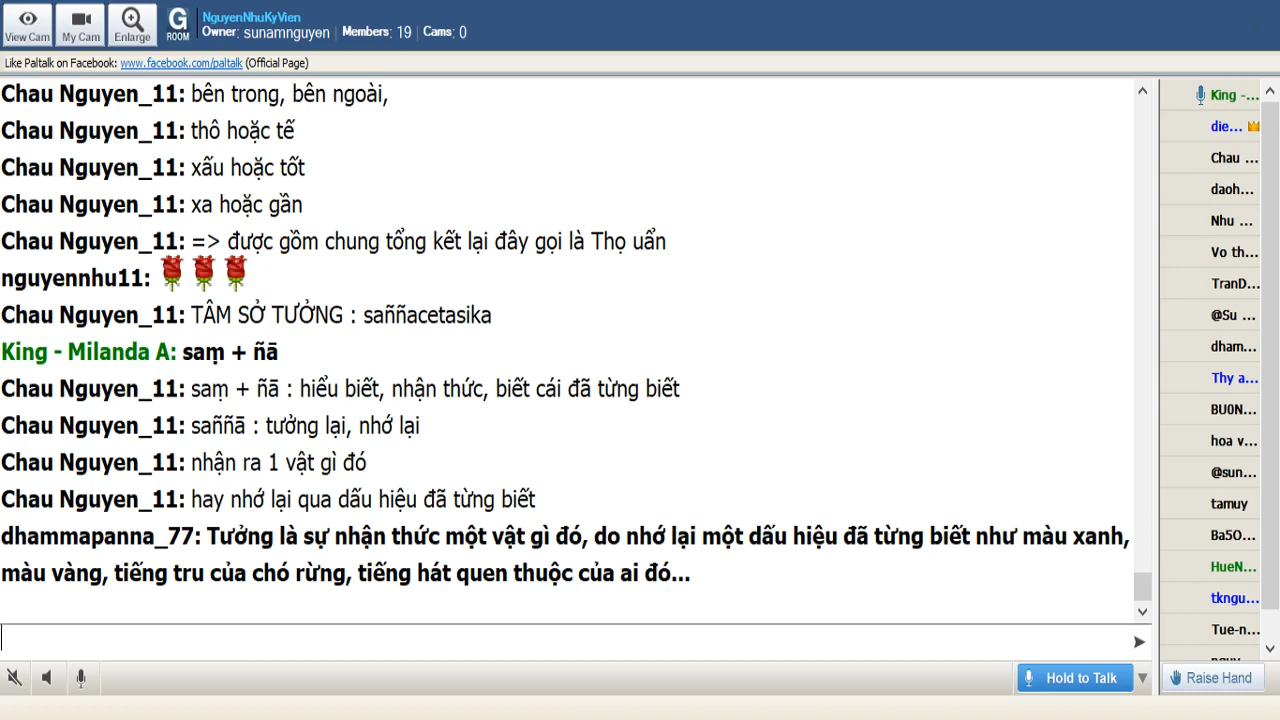 NguyenNhuKyVien
View Cam My Cam Enlarge G ROOM Owner: sunamnguyen | Members: 19 | Cams: 0
Like Paltalk on Facebook: www.facebook.com/paltalk (Official Page)
Chau Nguyen_11: bên trong, bên ngoài,
Chau Nguyen_11: thô hoặc tế
Chau Nguyen_11: xấu hoặc tốt
Chau Nguyen_11: xa hoặc gần
Chau Nguyen_11: => được gồm chung tổng kết lại đây gọi là Thọ uẩn
nguyennhu11:
Chau Nguyen_11: TÂM SỞ TƯỞNG : saññacetasika
King - Milanda A: saṃ + ñā
Chau Nguyen_11: saṃ + ñā : hiểu biết, nhận thức, biết cái đã từng biết
Chau Nguyen_11: saññā : tưởng lại, nhớ lại
Chau Nguyen_11: nhận ra 1 vật gì đó
Chau Nguyen_11: hay nhớ lại qua dấu hiệu đã từng biết
dhammapanna_77: Tưởng là sự nhận thức một vật gì đó, do nhớ lại một dấu hiệu đã từng biết như màu xanh,
màu vàng, tiếng tru của chó rừng, tiếng hát quen thuộc của ai đó...
King -...
die...
Chau ...
daoh...
Nhu ...
Vo th...
TranD...
@Su ...
dham...
Thy a...
BU0N...
hoa v...
@sun...
tamuy
Ba5O...
HueN...
tkngu...
Tue-n...
Hold to Talk
Raise Hand